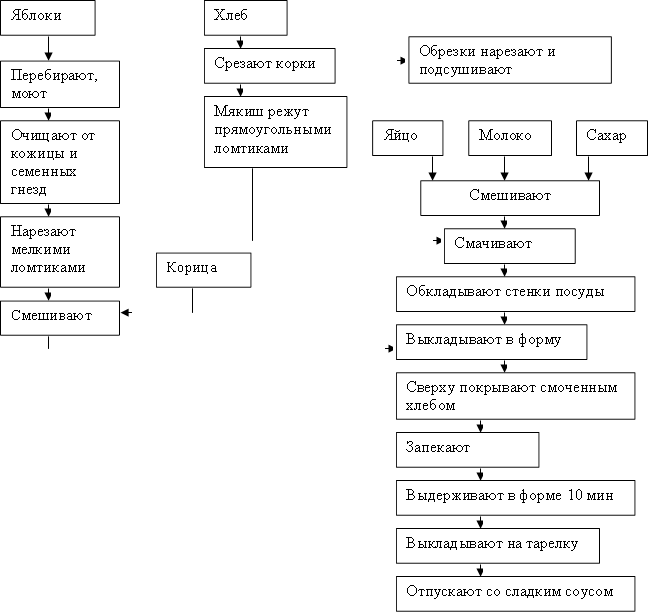 Яблоки
Перебирают,
моют
Очищают от
кожицы и
семенных
гнезд
Нарезают
мелкими
ломтиками
Смешивают
Хлеб
Срезают корки
Мякиш режут
прямоугольными
ломтиками
Корица
Обрезки нарезают и
подсушивают
Яйцо
Молоко
Сахар
Смешивают
Смачивают
Обкладывают стенки посуды
Выкладывают в форму
Сверху покрывают смоченным
хлебом
Запекают
Выдерживают в форме 10 мин
Выкладывают на тарелку
Отпускают со сладким соусом